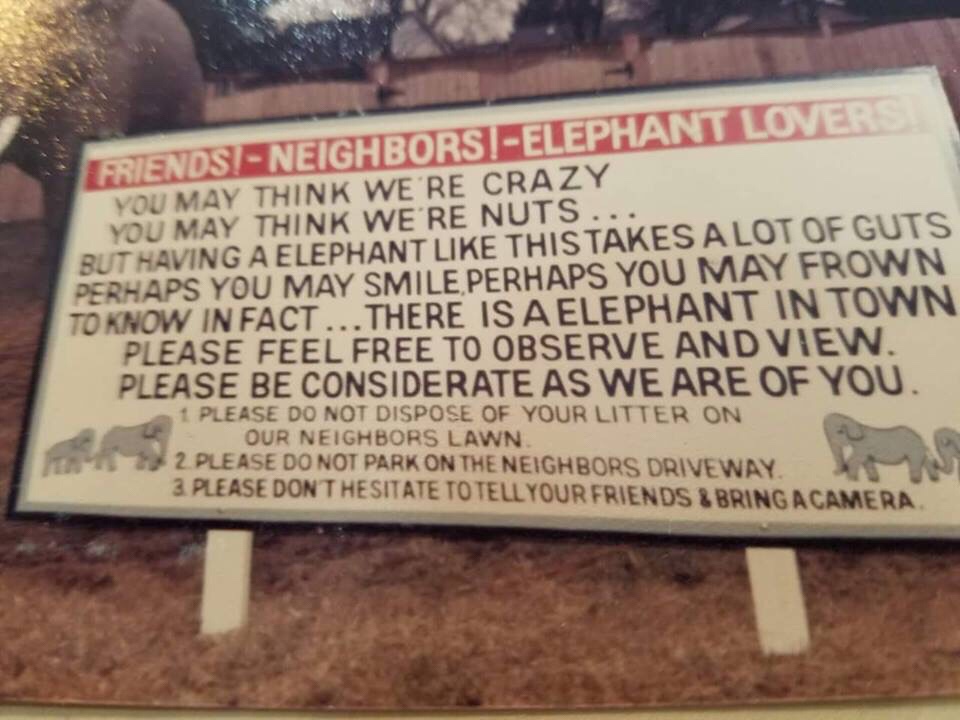 FRIENDS!-NEIGHBORS!-ELEPHANT LOVERS!
YOU MAY THINK WE'RE CRAZY
YOU MAY THINK WE'RE NUTS...
BUT HAVING A ELEPHANT LIKE THIS TAKES A LOT OF GUTS
PERHAPS YOU MAY SMILE, PERHAPS YOU MAY FROWN
TO KNOW IN FACT...THERE IS A ELEPHANT IN TOWN
PLEASE FEEL FREE TO OBSERVE AND VIEW.
PLEASE BE CONSIDERATE AS WE ARE OF YOU.
1. PLEASE DO NOT DISPOSE OF YOUR LITTER ON
OUR NEIGHBORS LAWN.
2. PLEASE DO NOT PARK ON THE NEIGHBORS DRIVEWAY.
3. PLEASE DON'T HESITATE TO TELL YOUR FRIENDS & BRING A CAMERA.